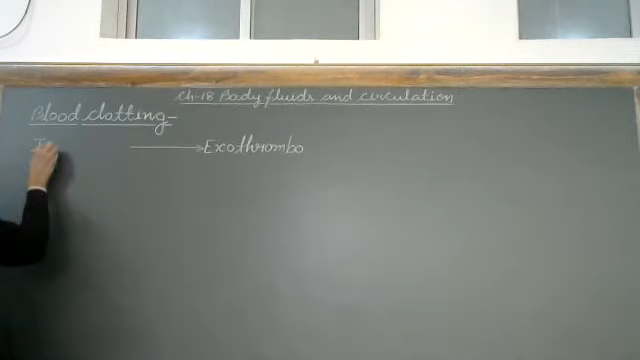 Ch-18 Body fluids and circulation
Blood clotting-
Exothrombo